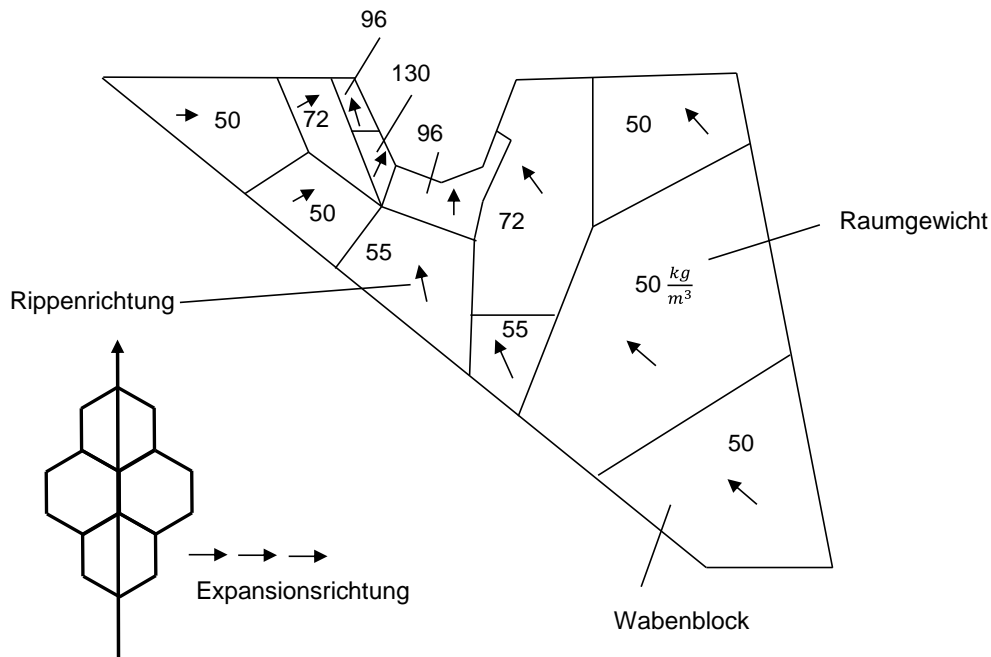 96
130
50
72
96
50
50
72
Raumgewicht
55
50 kg/m³
Rippenrichtung
55
50
Expansionsrichtung
Wabenblock